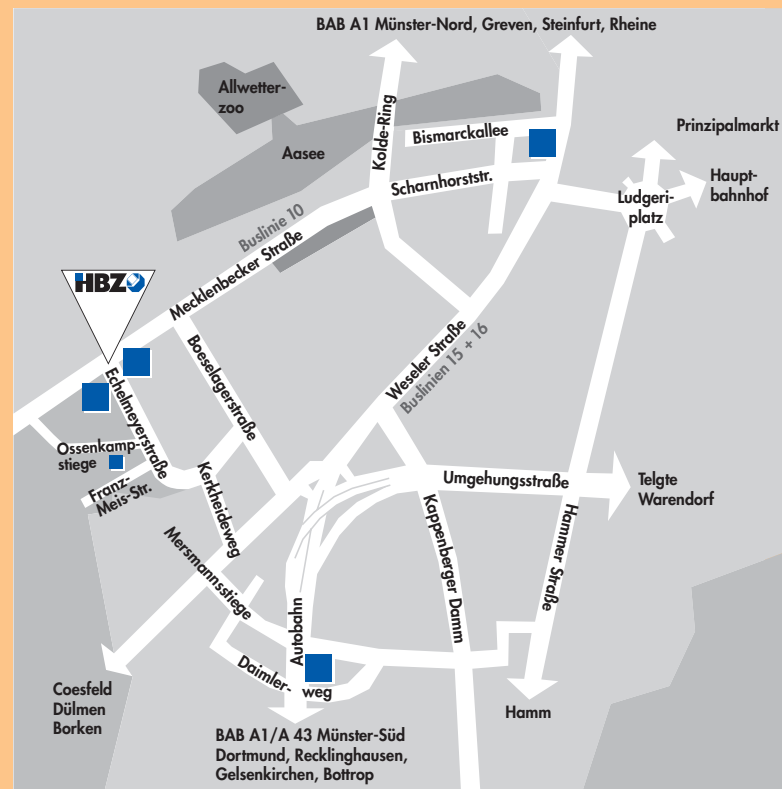 BAB A1 Münster-Nord, Greven, Steinfurt, Rheine
Allwetter-
zoo
Kolde-Ring
Bismarckallee
Prinzipalmarkt
Aasee
Scharnhorststr.
Haupt-
bahnhof
Ludgeri-
platz
Buslinie 10
Mecklenbecker Straße
HBZ
Boeselagerstraße
Weseler Straße
Buslinien 15 + 16
Echelmeyerstraße
Ossenkamp-
stiege
Franz-
Meis-Str.
Kerkheideweg
Umgehungsstraße
Telgte
Warendorf
Kappenberger Damm
Hammer Straße
Mersmannsstiege
Autobahn
Daimler-
weg
Coesfeld
Dülmen
Borken
Hamm
BAB A1/A 43 Münster-Süd
Dortmund, Recklinghausen,
Gelsenkirchen, Bottrop